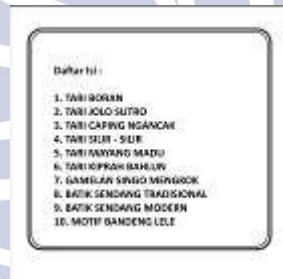 Daftar Isi :
1. TARI BORAN
2. TARI JOLO SUTRO
3. TARI CAPING NGANCAK
4. TARI SILIR - SILIR
5. TARI MAYANG MADU
6. TARI KIPRAH BAHLUN
7. GAMELAN SINGO MENGKOK
8. BATIK SENDANG TRADISIONAL
9. BATIK SENDANG MODERN
10. MOTIF BANDENG LELE